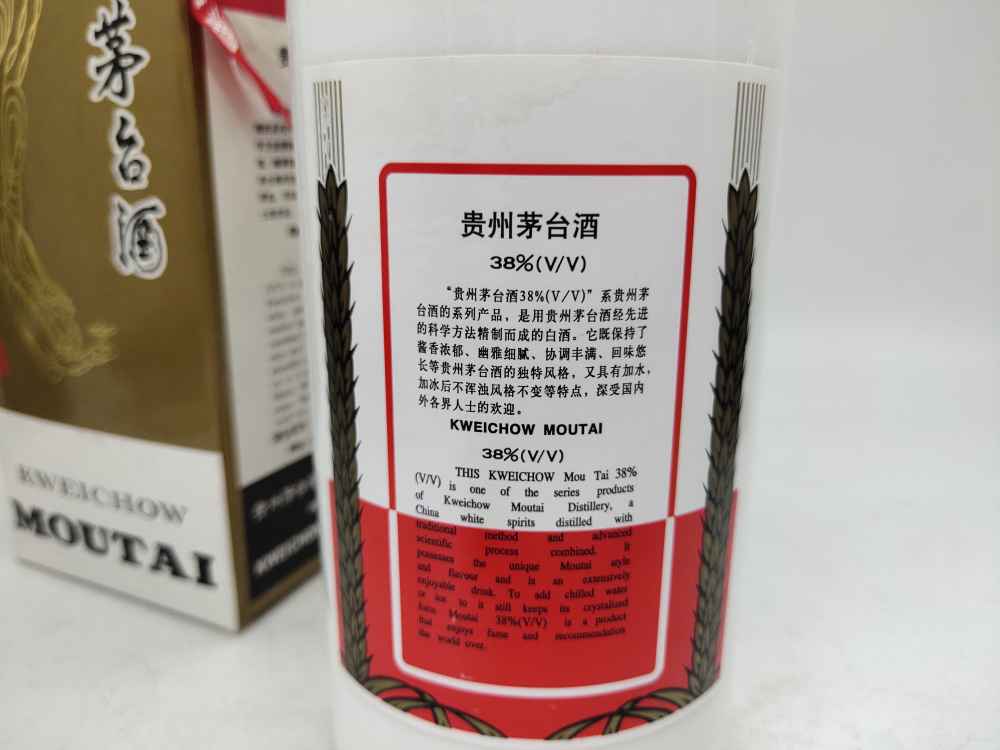 茅台酒
KWEICHOW
MOUTAI
KWEICHOW
贵州茅台酒
38%(V/V)
“贵州茅台酒38%(V/V)”系贵州茅
台酒的系列产品，是用贵州茅台酒经先进
的科学方法精制而成的白酒。它既保持了
酱香浓郁、幽雅细腻、协调丰满、回味悠
长等贵州茅台酒的独特风格，又具有加水，
加冰后不浑浊风格不变等特点，深受国内
外各界人士的欢迎。
KWEICHOW MOUTAI
38%(V/V)
THIS KWEICHOW Mou Tai 38%
(V/V) is one of the series products
of Kweichow Moutai Distillery, a
China white spirits distilled with
traditional method and advanced
scientific process combined. It
possesses the unique Moutai style
and flavour and is an extensively
enjoyable drink. To add chilled water
or ice to it still keeps its crystalized
form Moutai 38%(V/V) is a product
that enjoys fame and recommendation
the world over.